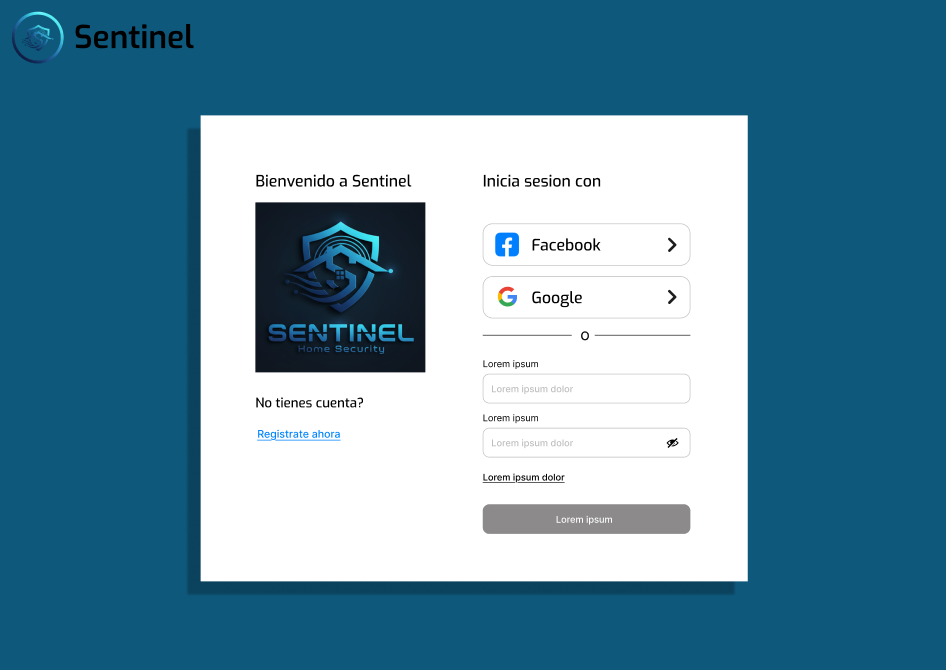 Sentinel
Bienvenido a Sentinel
SENTINEL
Home Security
No tienes cuenta?
Registrate ahora
Inicia sesion con
Facebook
Google
O
Lorem ipsum
Lorem ipsum dolor
Lorem ipsum
Lorem ipsum dolor
Lorem ipsum dolor
Lorem ipsum